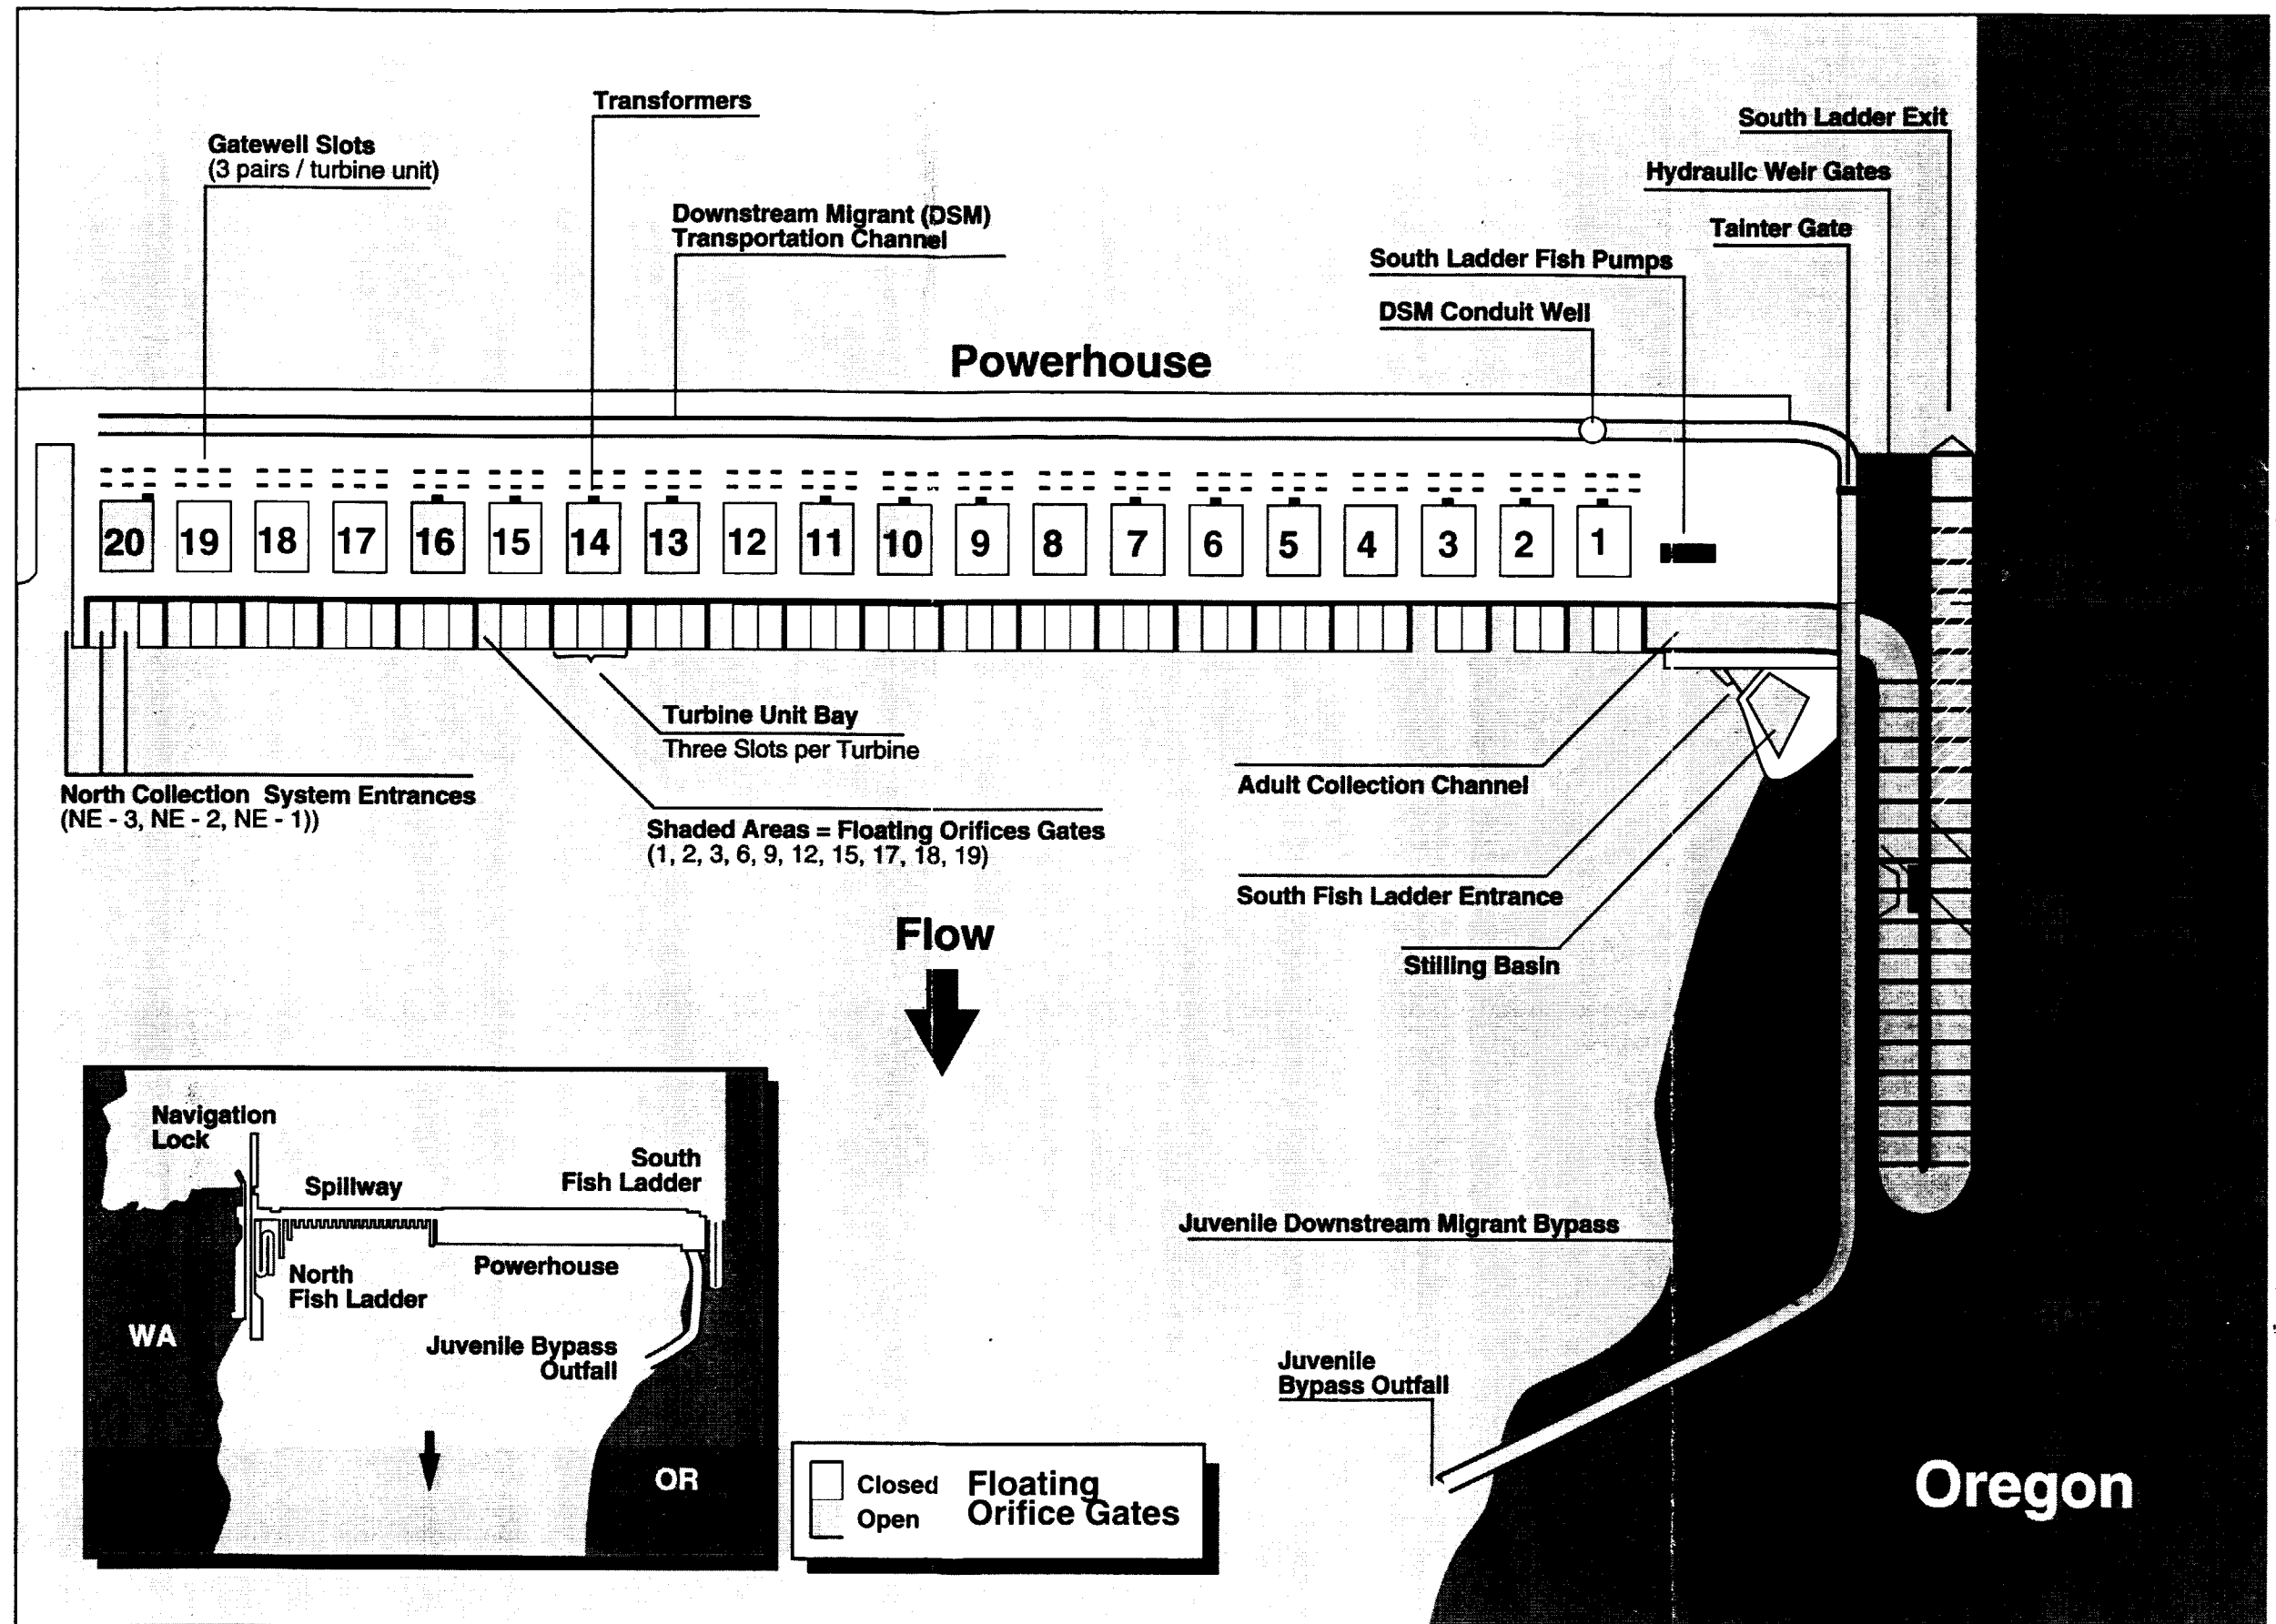 Transformers
South Ladder Exit
Gatewell Slots
(3 pairs / turbine unit)
Hydraulic Weir Gates
Downstream Migrant (DSM)
Transportation Channel
Tainter Gate
South Ladder Fish Pumps
DSM Conduit Well
Powerhouse
20 19 18 17 16 15 14 13 12 11 10 9 8 7 6 5 4 3 2 1
Turbine Unit Bay
Three Slots per Turbine
North Collection System Entrances
(NE - 3, NE - 2, NE - 1))
Adult Collection Channel
Shaded Areas = Floating Orifices Gates
(1, 2, 3, 6, 9, 12, 15, 17, 18, 19)
South Fish Ladder Entrance
Flow
Stilling Basin
Navigation
Lock
South
Fish Ladder
Spillway
Powerhouse
North
Fish Ladder
WA
Juvenile Bypass
Outfall
OR
Juvenile Downstream Migrant Bypass
Juvenile
Bypass Outfall
Closed
Open
Floating
Orifice Gates
Oregon